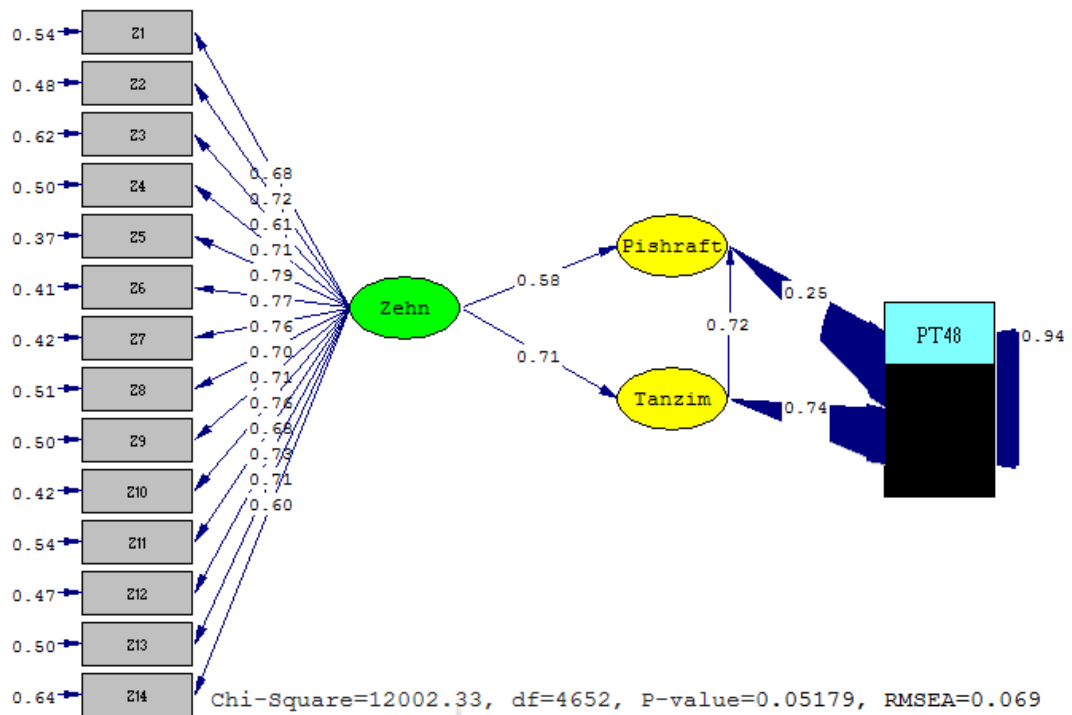 0.54 Z1
0.48 Z2
0.62 Z3
0.50 Z4
0.37 Z5
0.41 Z6
0.42 Z7
0.51 Z8
0.50 Z9
0.42 Z10
0.54 Z11
0.47 Z12
0.50 Z13
0.64 Z14
0.68
0.72
0.61
0.71
0.79
0.77
0.76
0.70
0.71
0.76
0.68
0.73
0.71
0.60
Zehn
0.58
0.71
Pishraft
0.72
Tanzim
0.25
0.74
PT48
0.94
Chi-Square=12002.33, df=4652, P-value=0.05179, RMSEA=0.069